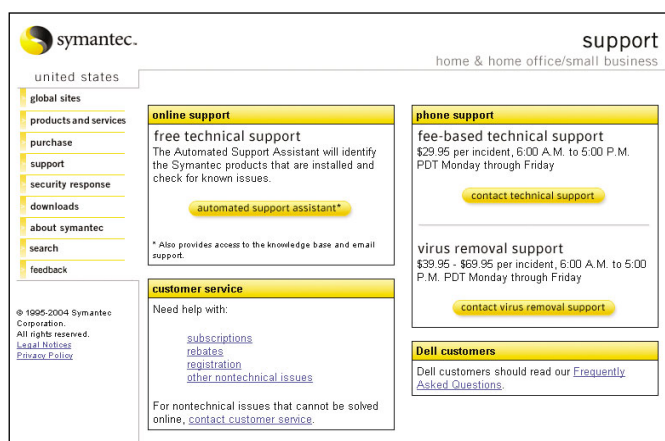 symantec.
support
home & home office/small business
united states
global sites
products and services
purchase
support
security response
downloads
about symantec
search
feedback
© 1995-2004 Symantec
Corporation.
All rights reserved.
Legal Notices
Privacy Policy
online support
free technical support
The Automated Support Assistant will identify
the Symantec products that are installed and
check for known issues.
automated support assistant*
* Also provides access to the knowledge base and email
support.
customer service
Need help with:
subscriptions
rebates
registration
other nontechnical issues
For nontechnical issues that cannot be solved
online, contact customer service.
phone support
fee-based technical support
$29.95 per incident, 6:00 A.M. to 5:00 P.M.
PDT Monday through Friday
contact technical support
virus removal support
$39.95 - $69.95 per incident, 6:00 A.M. to 5:00
P.M. PDT Monday through Friday
contact virus removal support
Dell customers
Dell customers should read our Frequently
Asked Questions.